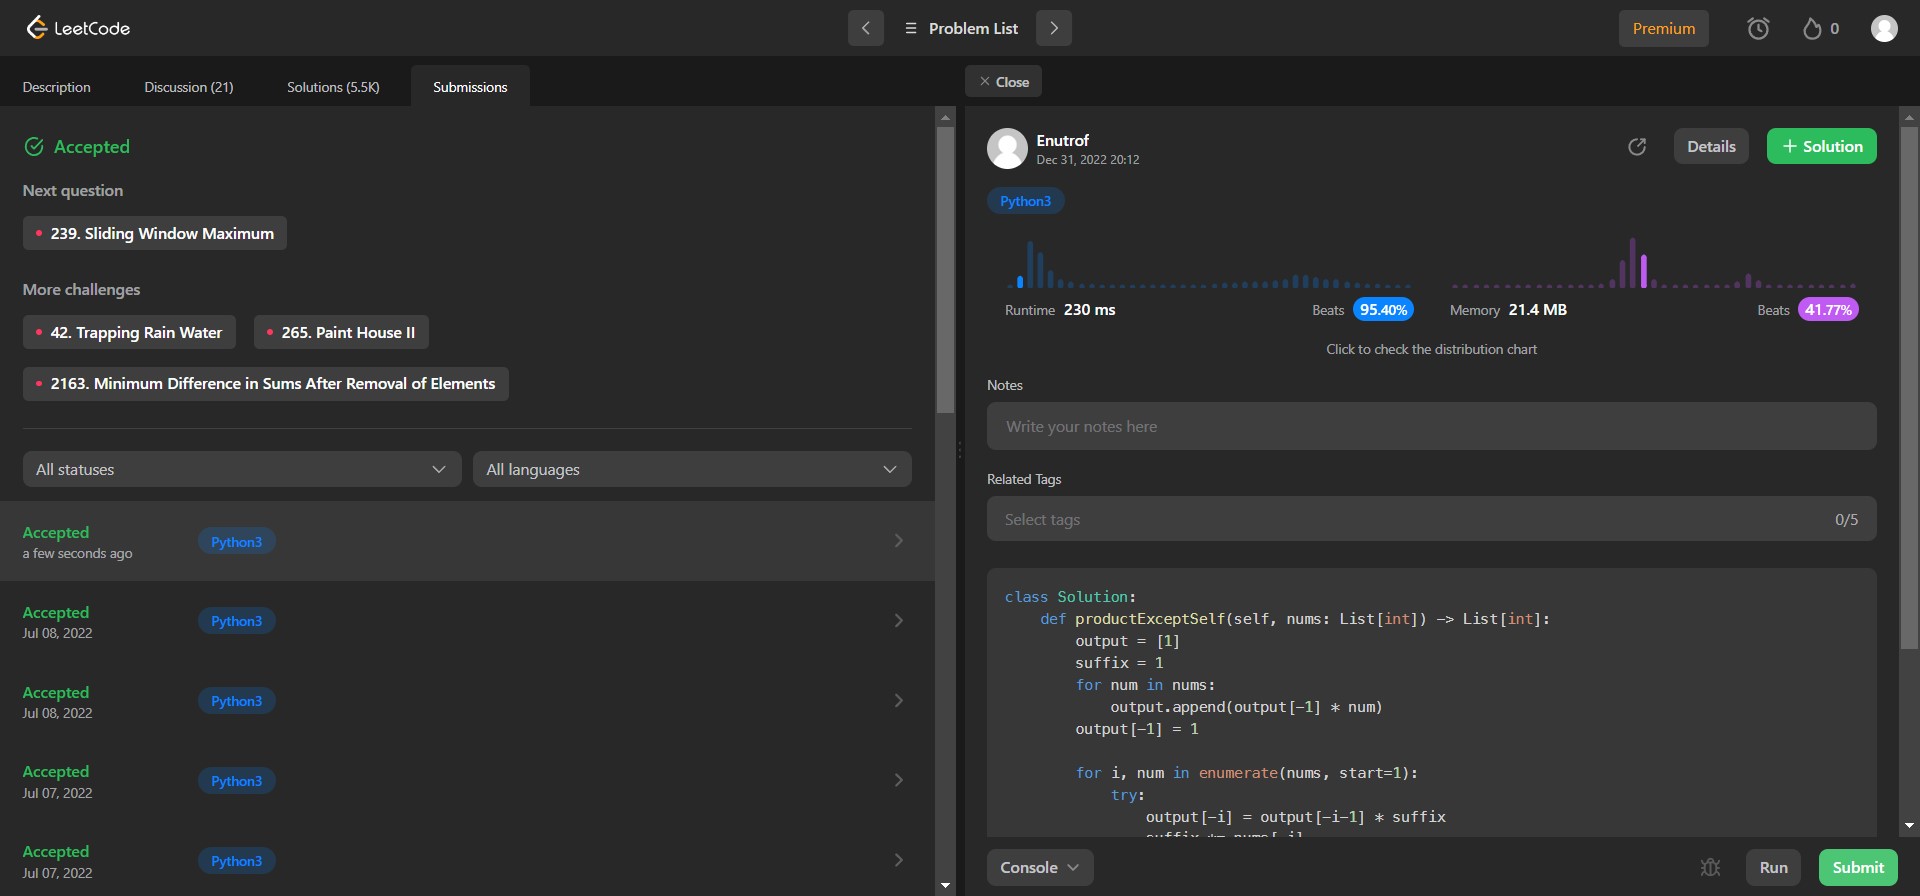 LeetCode
Problem List
Premium
0
Description
Discussion (21)
Solutions (5.5K)
Submissions
Accepted
Next question
239. Sliding Window Maximum
More challenges
42. Trapping Rain Water
265. Paint House II
2163. Minimum Difference in Sums After Removal of Elements
All statuses
All languages
Accepted
a few seconds ago
Python3
Accepted
Jul 08, 2022
Python3
Accepted
Jul 08, 2022
Python3
Accepted
Jul 07, 2022
Python3
Accepted
Jul 07, 2022
Python3
Close
Enutrof
Dec 31, 2022 20:12
Details
+ Solution
Python3
Runtime 230 ms
Beats 95.40%
Memory 21.4 MB
Beats 41.77%
Click to check the distribution chart
Notes
Write your notes here
Related Tags
Select tags
0/5
class Solution:
    def productExceptSelf(self, nums: List[int]) -> List[int]:
        output = [1]
        suffix = 1
        for num in nums:
            output.append(output[-1] * num)
        output[-1] = 1
        for i, num in enumerate(nums, start=1):
            try:
                output[-i] = output[-i-1] * suffix
Console
Run
Submit